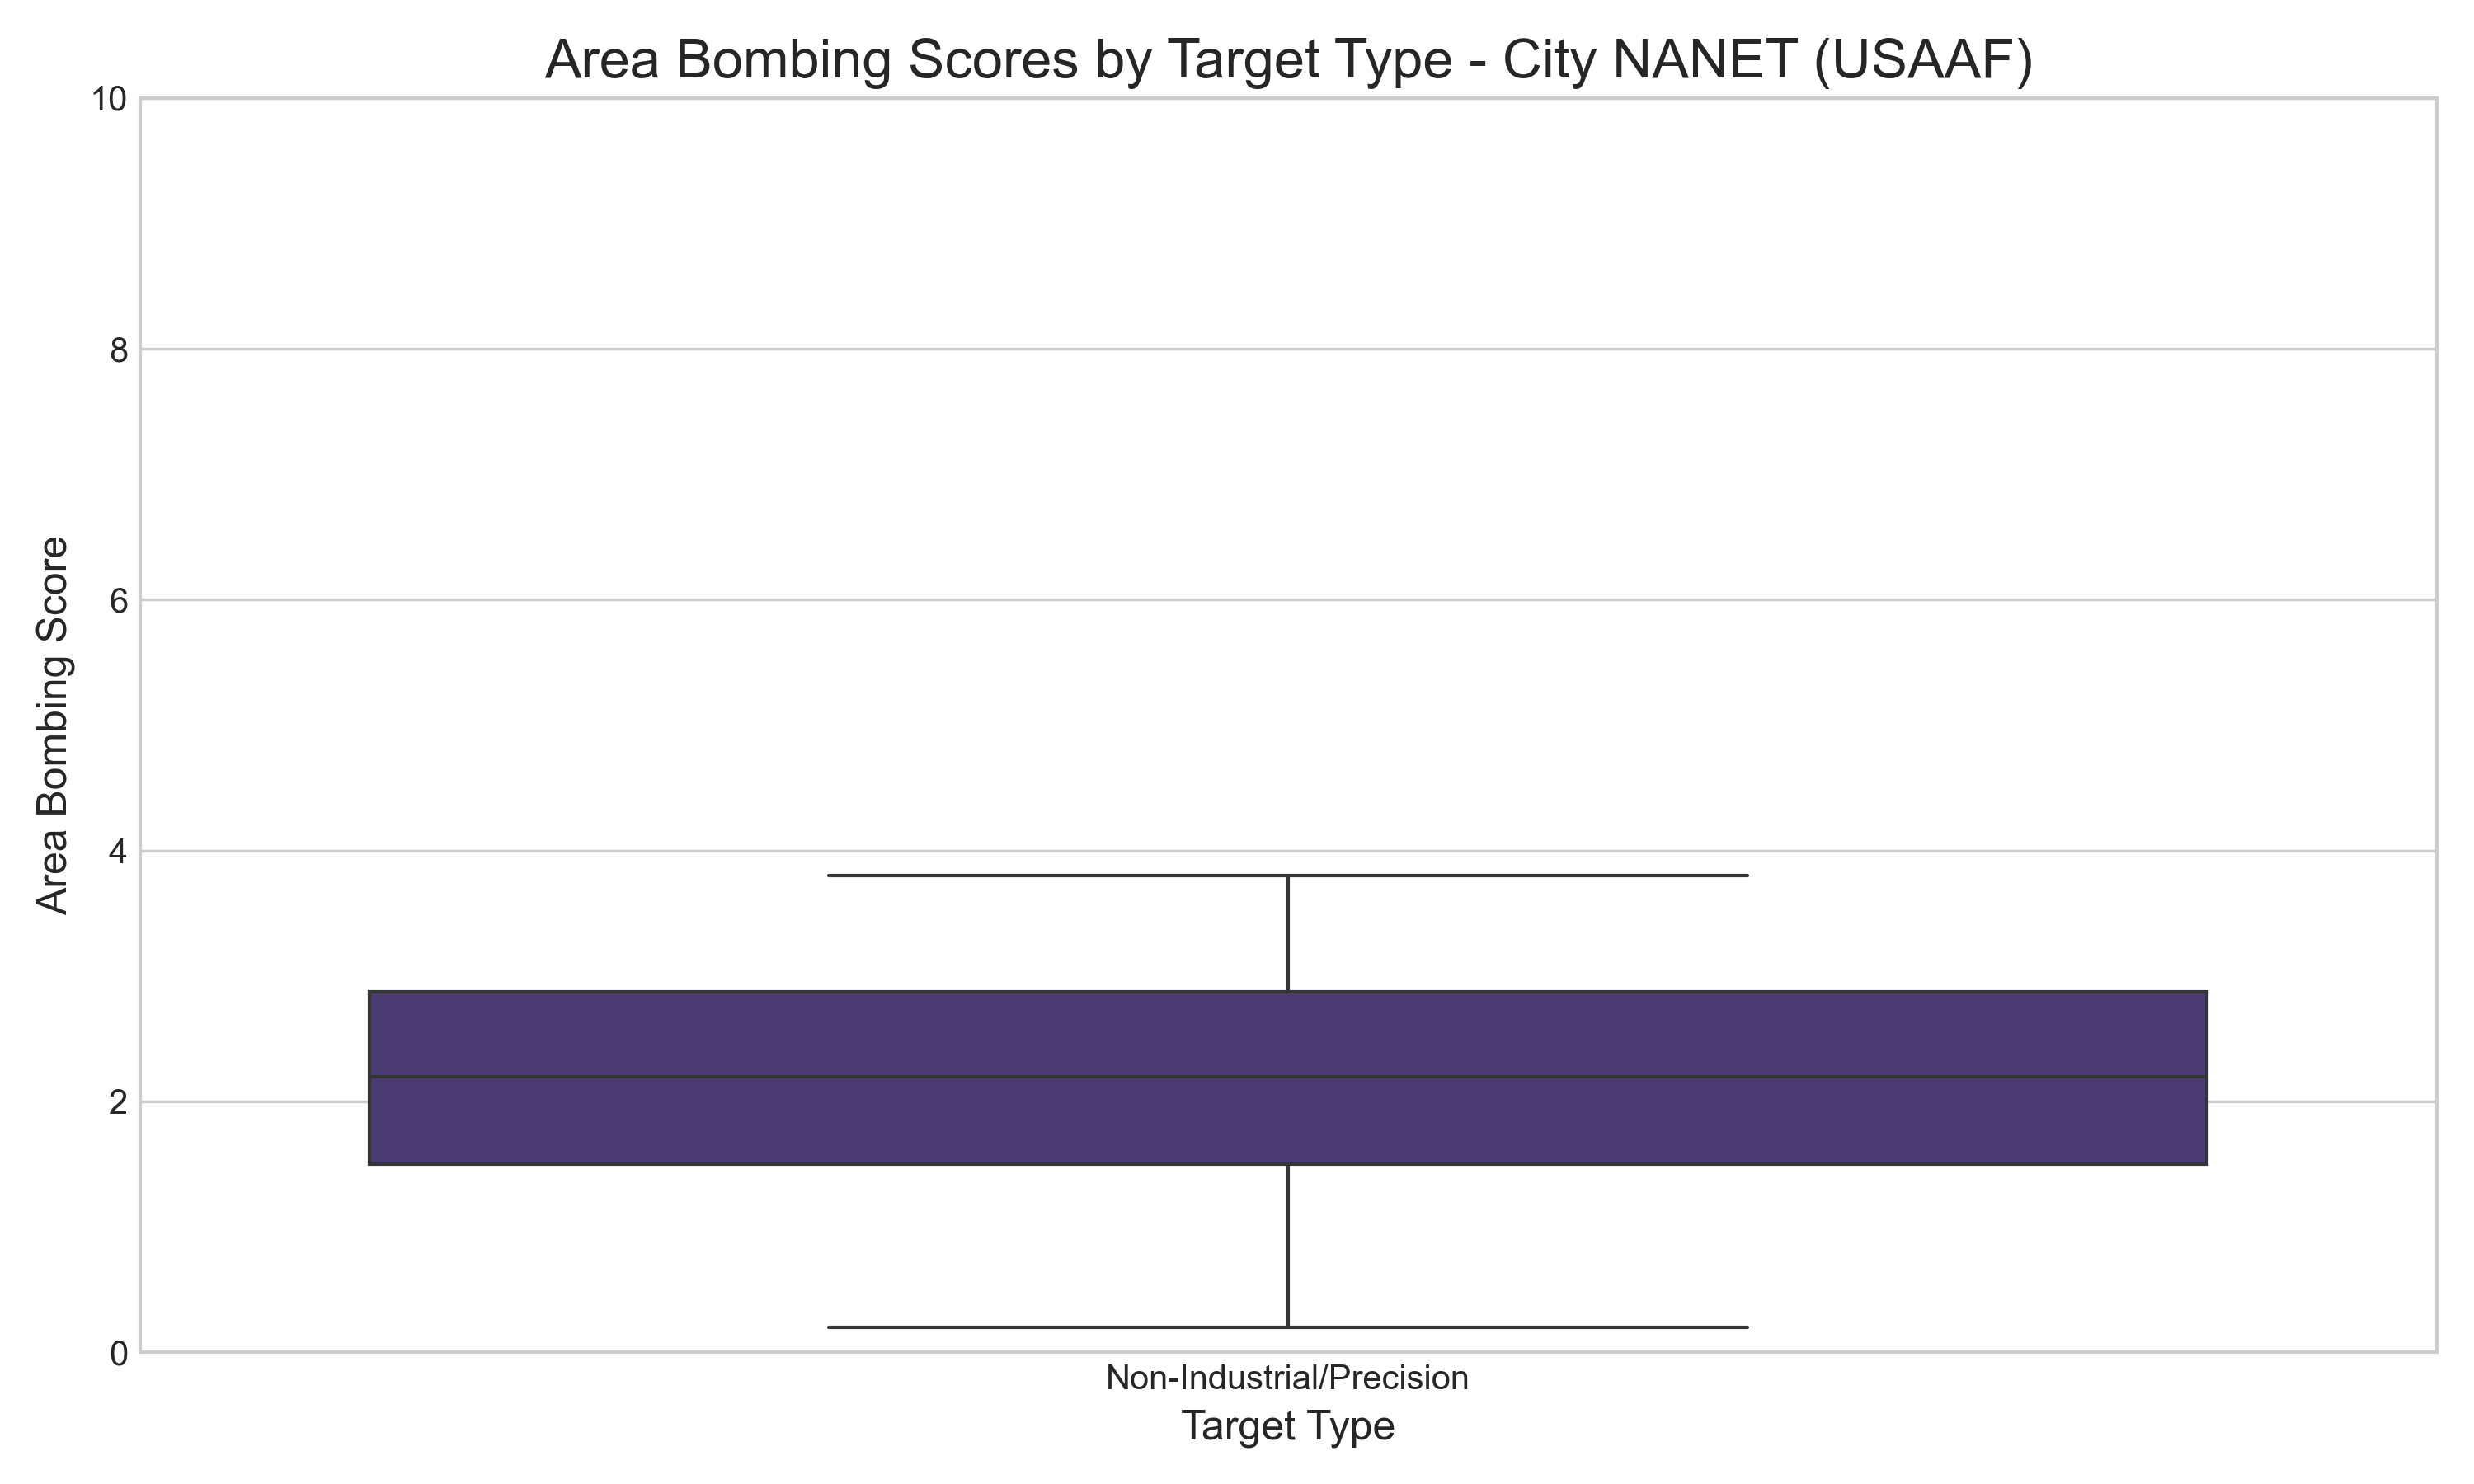 Area Bombing Scores by Target Type - City NANET (USAAF)
10
8
6
4
2
0
Area Bombing Score
Non-Industrial/Precision
Target Type